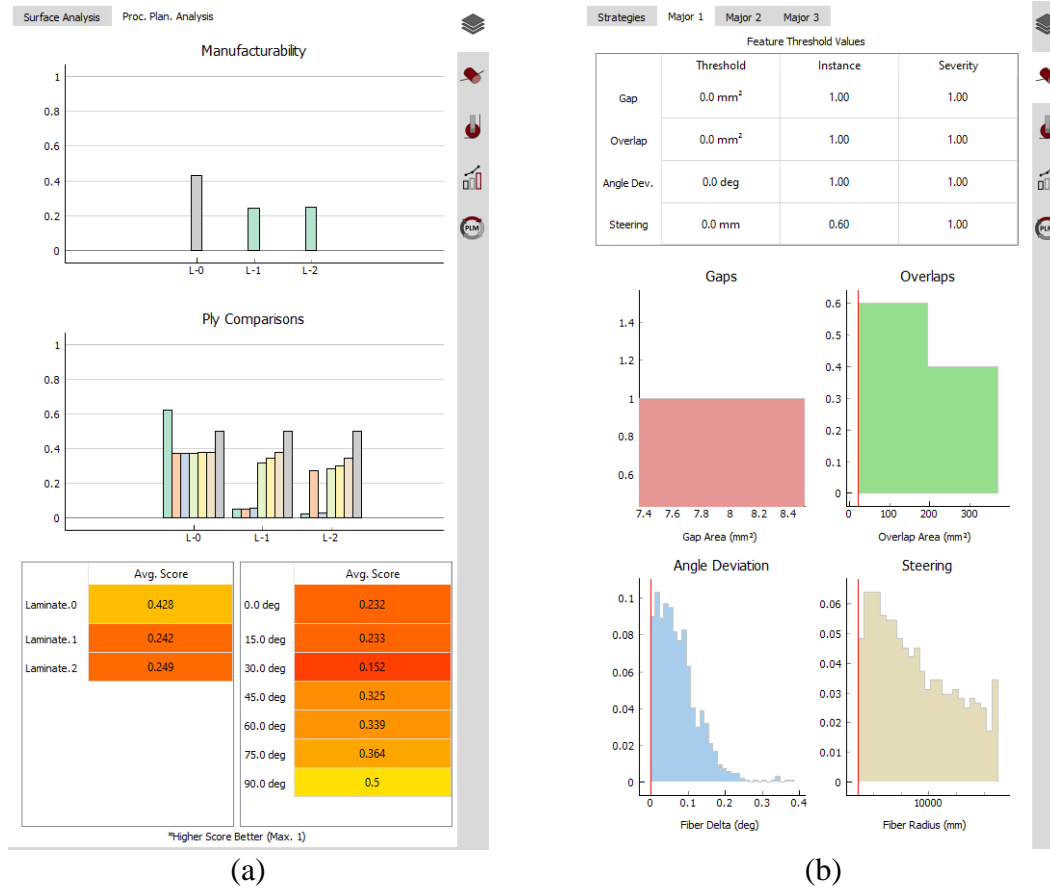 Surface Analysis Proc. Plan. Analysis
Manufacturability
1
0.8
0.6
0.4
0.2
0
L-0 L-1 L-2
Ply Comparisons
1
0.8
0.6
0.4
0.2
0
L-0 L-1 L-2
Avg. Score
Laminate.0 0.428
Laminate.1 0.242
Laminate.2 0.249
Avg. Score
0.0 deg 0.232
15.0 deg 0.233
30.0 deg 0.152
45.0 deg 0.325
60.0 deg 0.339
75.0 deg 0.364
90.0 deg 0.5
*Higher Score Better (Max. 1)
PLM
(a)
Strategies Major 1 Major 2 Major 3
Feature Threshold Values
Threshold Instance Severity
Gap 0.0 mm² 1.00 1.00
Overlap 0.0 mm² 1.00 1.00
Angle Dev. 0.0 deg 1.00 1.00
Steering 0.0 mm 0.60 1.00
Gaps
1.4
1.2
1
0.8
0.6
7.4 7.6 7.8 8 8.2 8.4
Gap Area (mm²)
Overlaps
0.6
0.5
0.4
0.3
0.2
0.1
0
0 100 200 300
Overlap Area (mm²)
Angle Deviation
0.1
0.08
0.06
0.04
0.02
0
0 0.1 0.2 0.3 0.4
Fiber Delta (deg)
Steering
0.06
0.05
0.04
0.03
0.02
0.01
0
10000
Fiber Radius (mm)
PLM
(b)